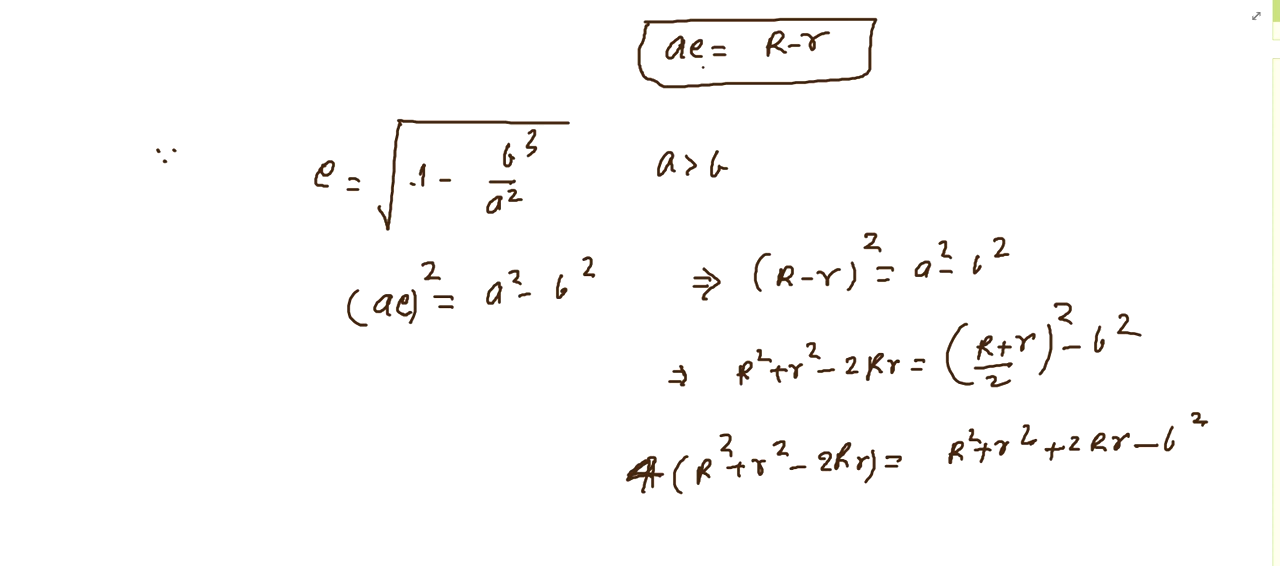 ae = R-r
∵ e = √(1 - b³/a²) a > b
(ae)² = a² - b² ⇒ (R-r)² = a² - b²
⇒ R² + r² - 2Rr = ((R+r)/2)² - b²
4(R² + r² - 2Rr) = R² + r² + 2Rr - b²